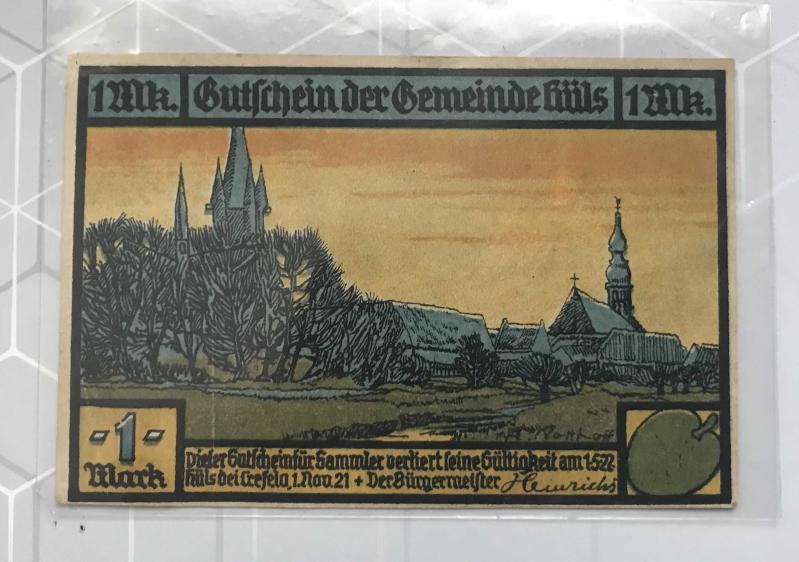 1 Mk. Gutschein der Gemeinde Hüls 1 Mk.
-1-
Mark
Dieser Gutschein für Sammler verliert seine Gültigkeit am 1·5·22
Hüls bei Crefeld, 1. Nov. 21 + Der Bürgermeister Heinrichs